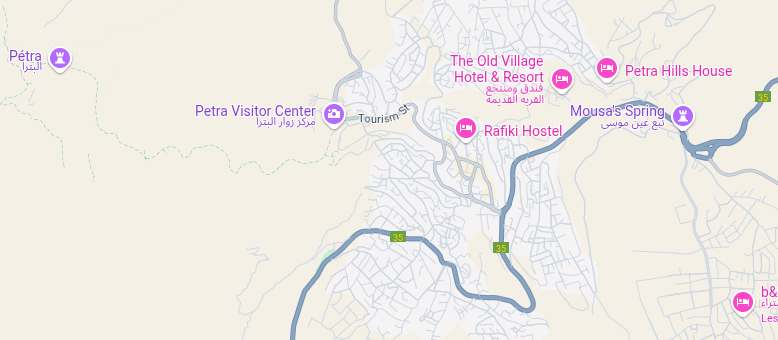 Pétra
البترا
Petra Visitor Center
مركز زوار البترا
Tourism St
The Old Village
Hotel & Resort
فندق ومنتجع
القرية القديمة
Petra Hills House
Rafiki Hostel
Mousa's Spring
نبع عين موسى
35
35
35
b&
Les